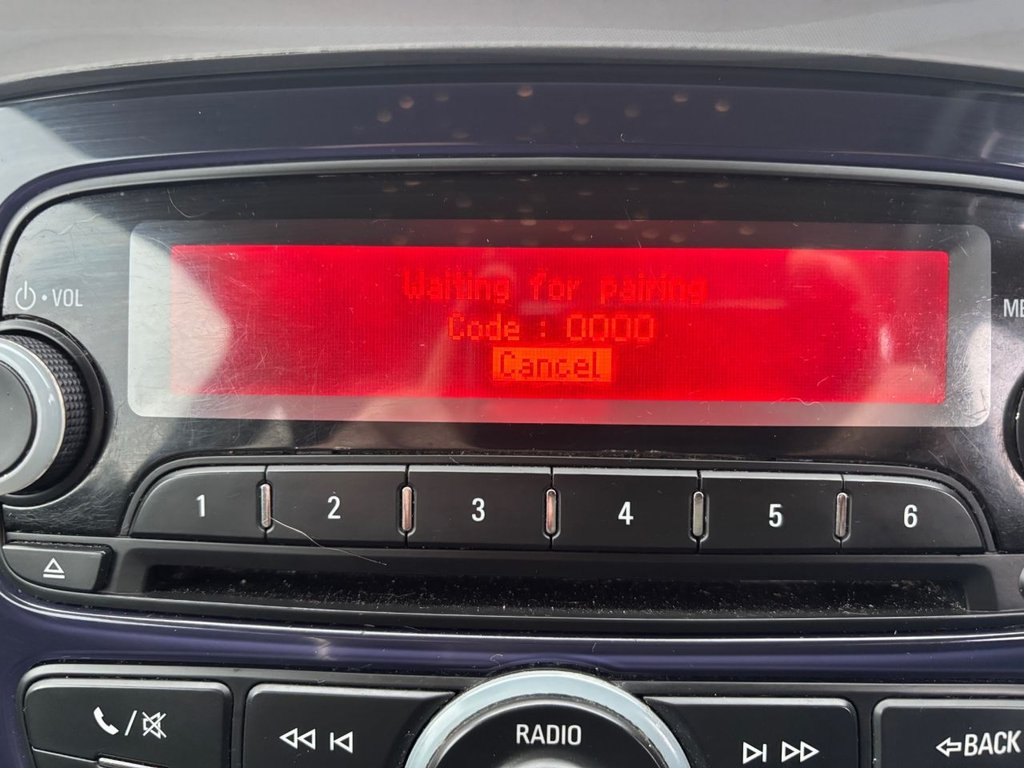 Waiting for pairing
Code : 0000
Cancel
VOL
1 2 3 4 5 6
/
RADIO
BACK